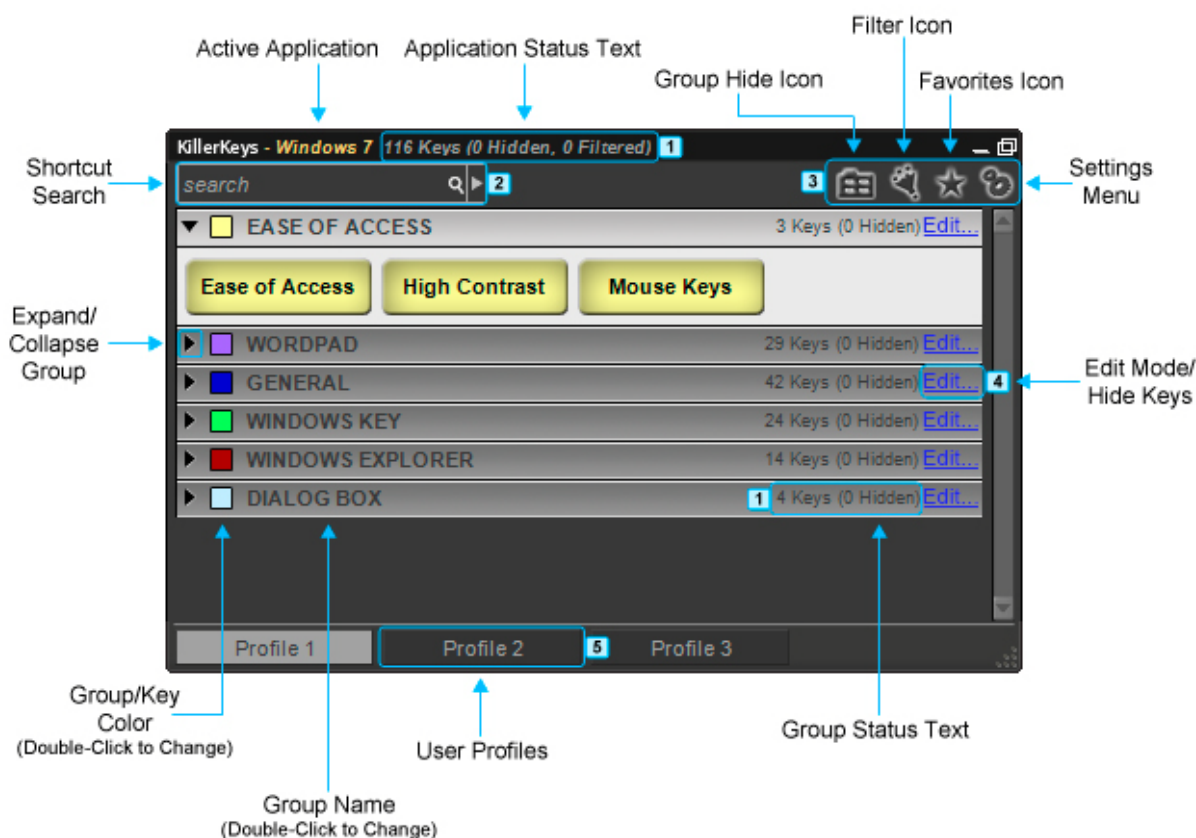 Filter Icon
Active Application
Application Status Text
Group Hide Icon
Favorites Icon
KillerKeys - Windows 7 116 Keys (0 Hidden, 0 Filtered) 1
Shortcut
Search
search 2
3
Settings
Menu
EASE OF ACCESS 3 Keys (0 Hidden) Edit...
Ease of Access High Contrast Mouse Keys
Expand/
Collapse
Group
WORDPAD 29 Keys (0 Hidden) Edit...
GENERAL 42 Keys (0 Hidden) Edit... 4
Edit Mode/
Hide Keys
WINDOWS KEY 24 Keys (0 Hidden) Edit...
WINDOWS EXPLORER 14 Keys (0 Hidden) Edit...
DIALOG BOX 1 4 Keys (0 Hidden) Edit...
Profile 1 Profile 2 5 Profile 3
Group/Key
Color
(Double-Click to Change)
User Profiles
Group Status Text
Group Name
(Double-Click to Change)